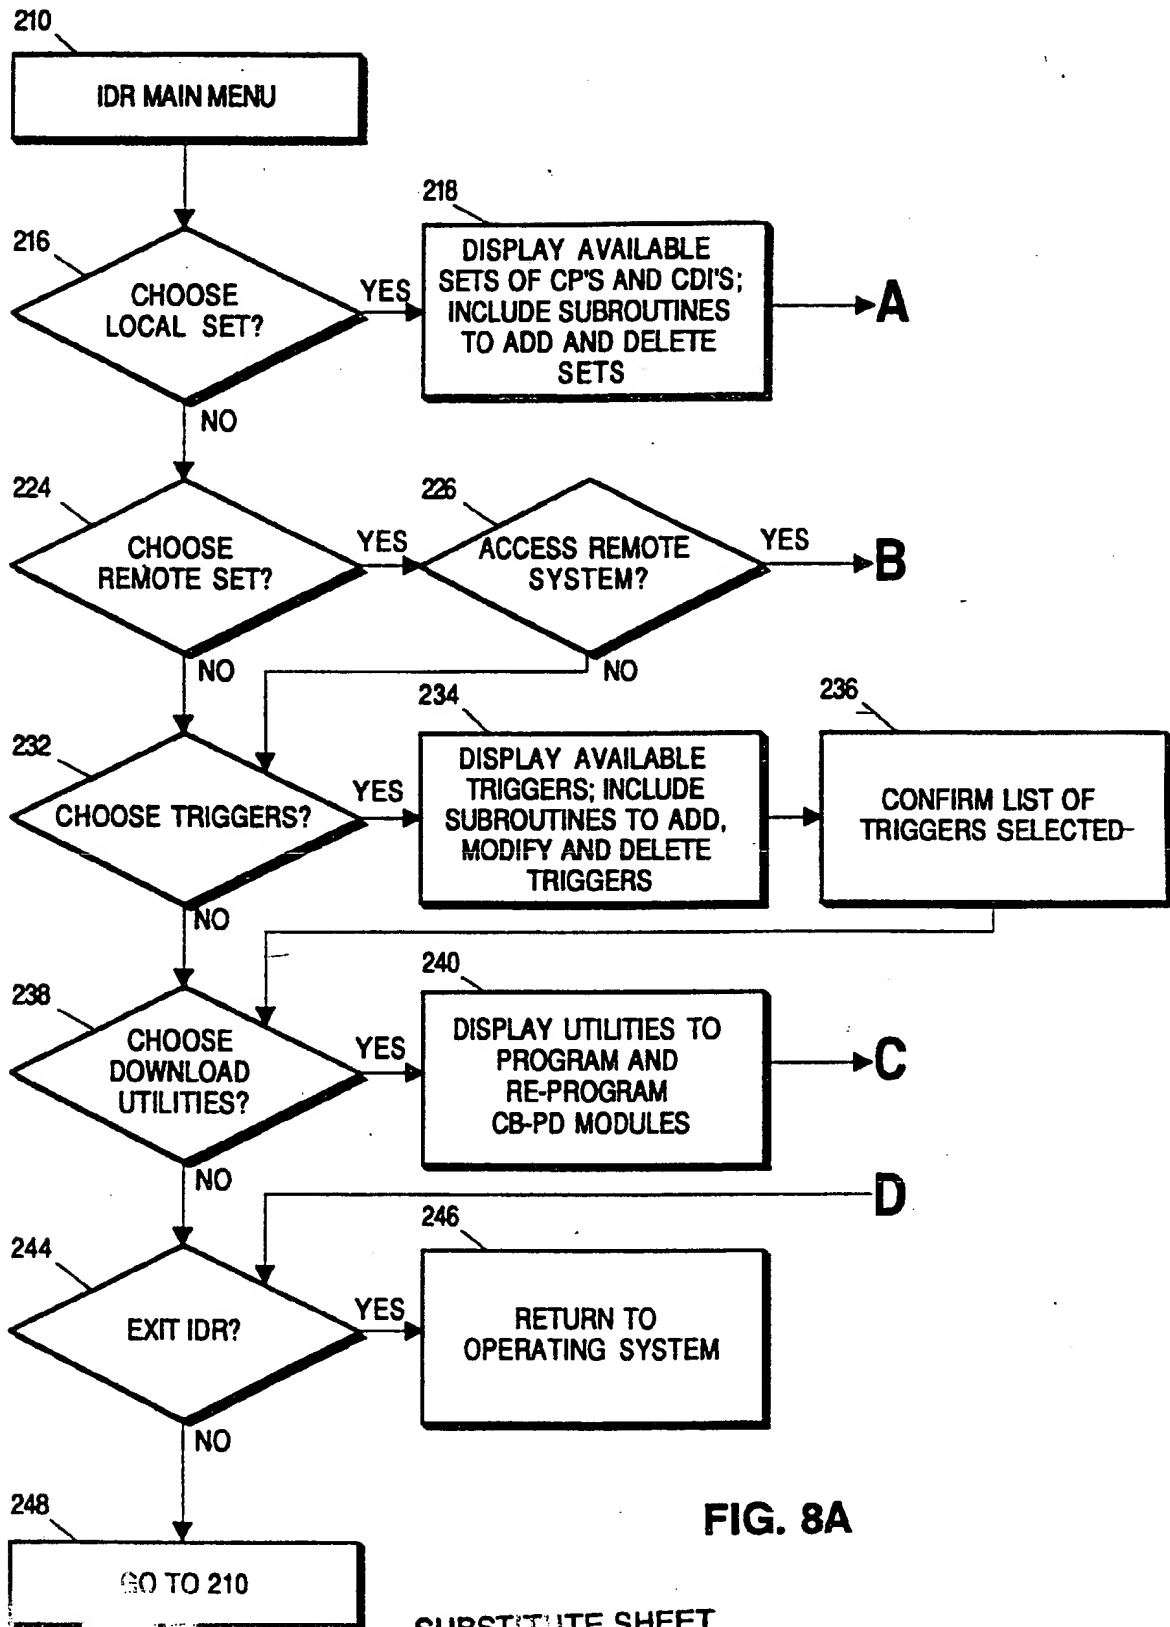 210
IDR MAIN MENU
216
CHOOSE
LOCAL SET?
YES
NO
218
DISPLAY AVAILABLE
SETS OF CP'S AND CDI'S;
INCLUDE SUBROUTINES
TO ADD AND DELETE
SETS
A
224
CHOOSE
REMOTE SET?
YES
NO
226
ACCESS REMOTE
SYSTEM?
YES
B
NO
232
CHOOSE TRIGGERS?
YES
NO
234
DISPLAY AVAILABLE
TRIGGERS; INCLUDE
SUBROUTINES TO ADD,
MODIFY AND DELETE
TRIGGERS
236
CONFIRM LIST OF
TRIGGERS SELECTED
238
CHOOSE
DOWNLOAD
UTILITIES?
YES
NO
240
DISPLAY UTILITIES TO
PROGRAM AND
RE-PROGRAM
CB-PD MODULES
C
D
244
EXIT IDR?
YES
NO
246
RETURN TO
OPERATING SYSTEM
248
GO TO 210
FIG. 8A
SUBSTITUTE SHEET